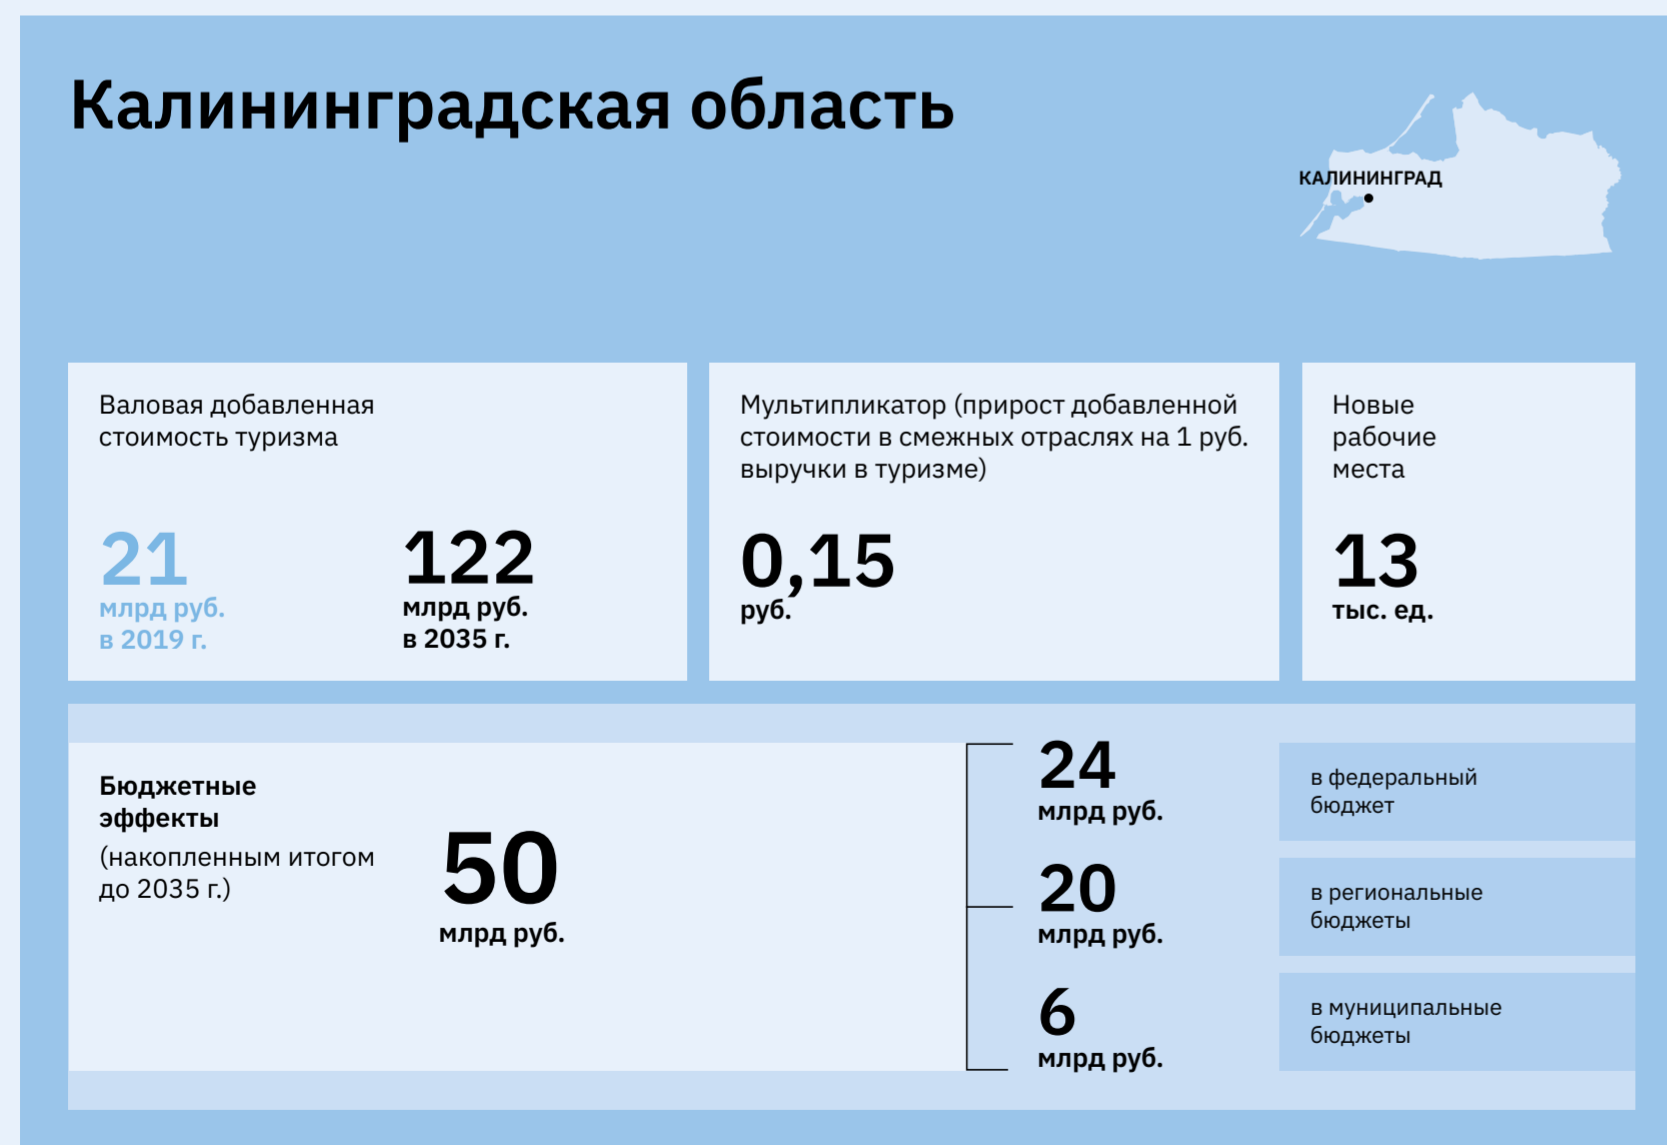 Калининградская область
КАЛИНИНГРАД
Валовая добавленная
стоимость туризма
21
млрд руб.
в 2019 г.
122
млрд руб.
в 2035 г.
Мультипликатор (прирост добавленной
стоимости в смежных отраслях на 1 руб.
выручки в туризме)
0,15
руб.
Новые
рабочие
места
13
тыс. ед.
Бюджетные
эффекты
(накопленным итогом
до 2035 г.)
50
млрд руб.
24
млрд руб.
в федеральный
бюджет
20
млрд руб.
в региональные
бюджеты
6
млрд руб.
в муниципальные
бюджеты